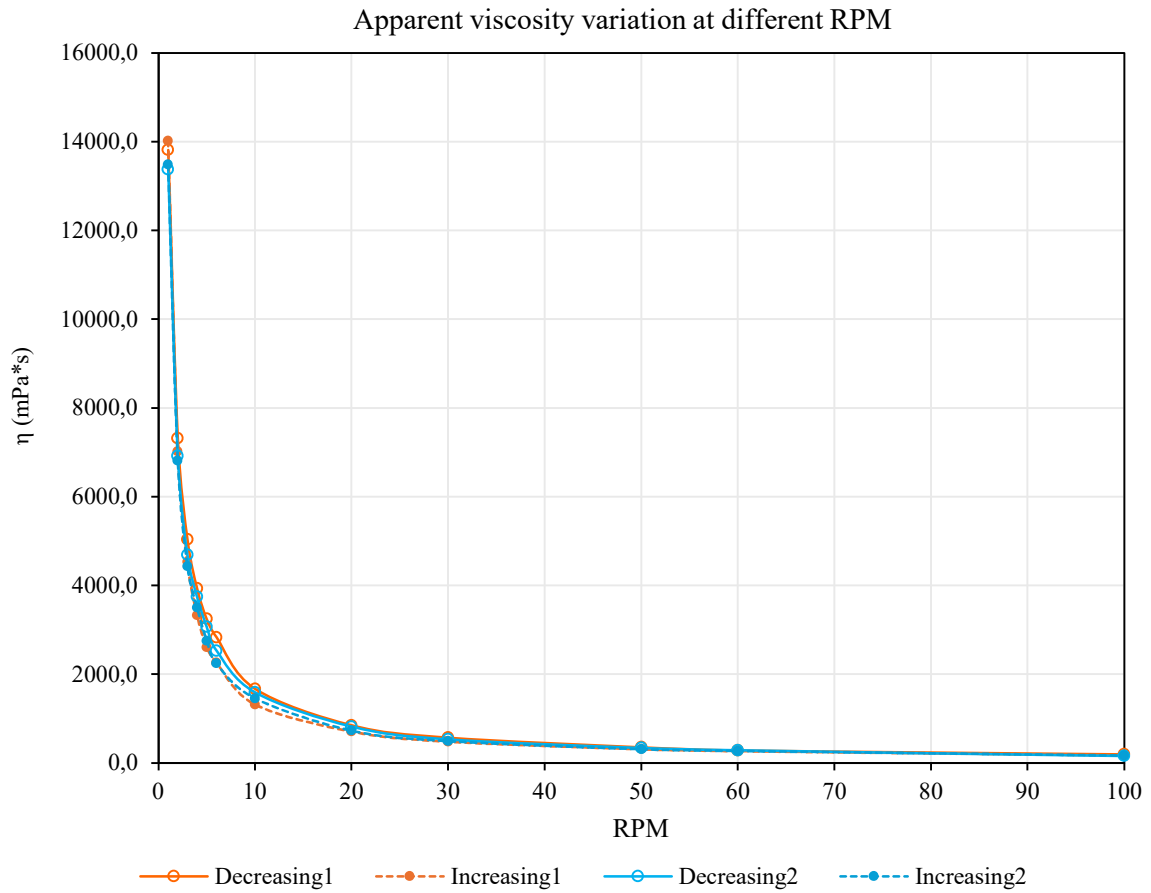 Apparent viscosity variation at different RPM
16000,0
14000,0
12000,0
10000,0
8000,0
6000,0
4000,0
2000,0
0,0
η (mPa*s)
0 10 20 30 40 50 60 70 80 90 100
RPM
Decreasing1 Increasing1 Decreasing2 Increasing2